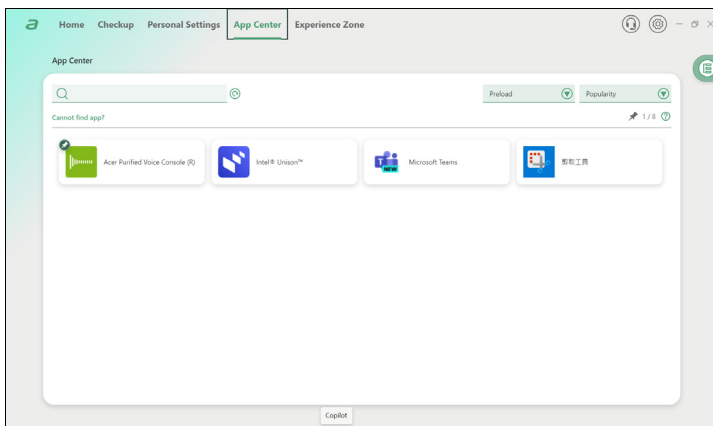 a Home Checkup Personal Settings App Center Experience Zone
App Center
Preload Popularity
Cannot find app? 1/8 ?
Acer Purified Voice Console (R) Intel® Unison™ Microsoft Teams 剪取工具
NEW
Copilot